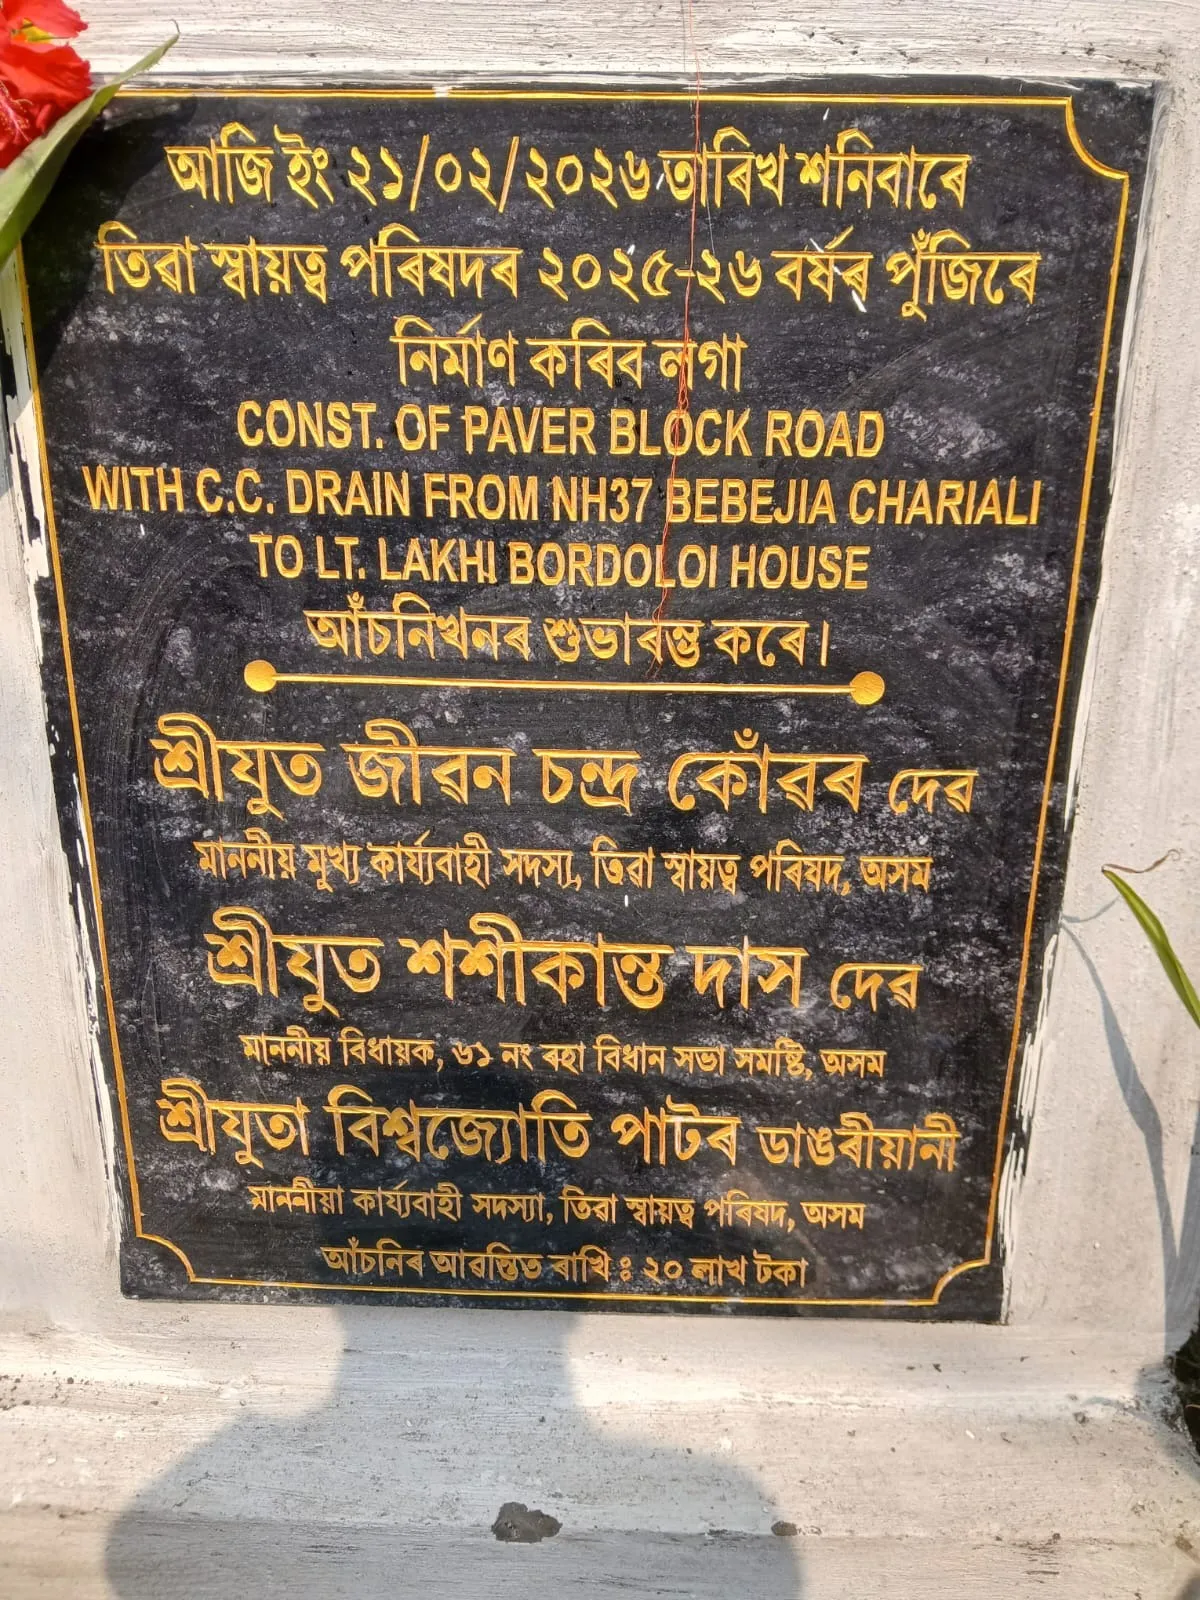 আজি ইং ২১/০২/২০২৬ তাৰিখ শনিবাৰে
তিৱা স্বায়ত্ব পৰিষদৰ ২০২৫-২৬ বৰ্ষৰ পুঁজিৰে
নিৰ্মাণ কৰিব লগা
CONST. OF PAVER BLOCK ROAD
WITH C.C. DRAIN FROM NH37 BEBEJIA CHARIALI
TO LT. LAKHI BORDOLOI HOUSE
আঁচনিখনৰ শুভাৰম্ভ কৰে।
শ্ৰীযুত জীৱন চন্দ্ৰ কোঁৱৰ দেৱ
মাননীয় মুখ্য কাৰ্য্যবাহী সদস্য, তিৱা স্বায়ত্ব পৰিষদ, অসম
শ্ৰীযুত শশীকান্ত দাস দেৱ
মাননীয় বিধায়ক, ৬১ নং ৰহা বিধান সভা সমষ্টি, অসম
শ্ৰীযুতা বিশ্বজ্যোতি পাটৰ ডাঙৰীয়ানী
মাননীয়া কাৰ্য্যবাহী সদস্যা, তিৱা স্বায়ত্ব পৰিষদ, অসম
আঁচনিৰ আৱন্তিত ৰাখি ঃ ২০ লাখ টকা